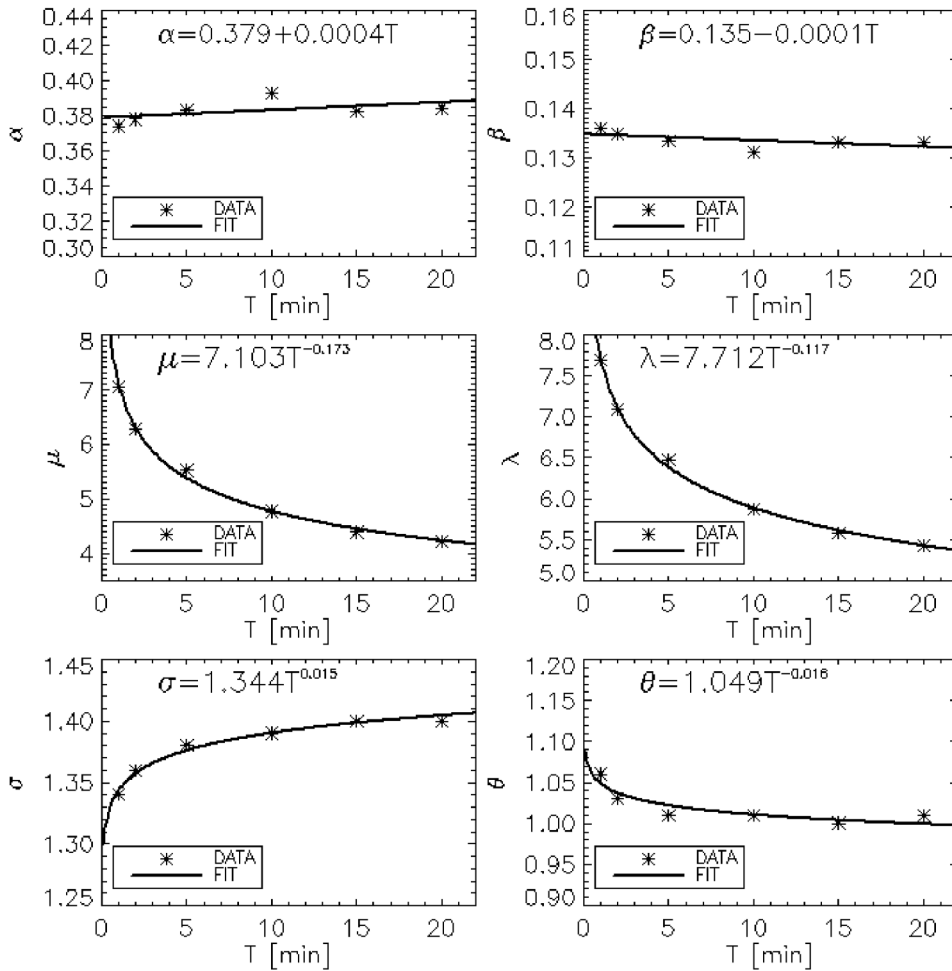 α=0.379+0.0004T
0.44
0.42
0.40
0.38
0.36
0.34
0.32
0.30
α
DATA
FIT
0 5 10 15 20
T [min]
β=0.135−0.0001T
0.16
0.15
0.14
0.13
0.12
0.11
β
DATA
FIT
0 5 10 15 20
T [min]
μ=7.103T^−0.173
8
7
6
5
4
μ
DATA
FIT
0 5 10 15 20
T [min]
λ=7.712T^−0.117
8.0
7.5
7.0
6.5
6.0
5.5
5.0
λ
DATA
FIT
0 5 10 15 20
T [min]
σ=1.344T^0.015
1.45
1.40
1.35
1.30
1.25
σ
DATA
FIT
0 5 10 15 20
T [min]
θ=1.049T^−0.016
1.20
1.15
1.10
1.05
1.00
0.95
0.90
θ
DATA
FIT
0 5 10 15 20
T [min]